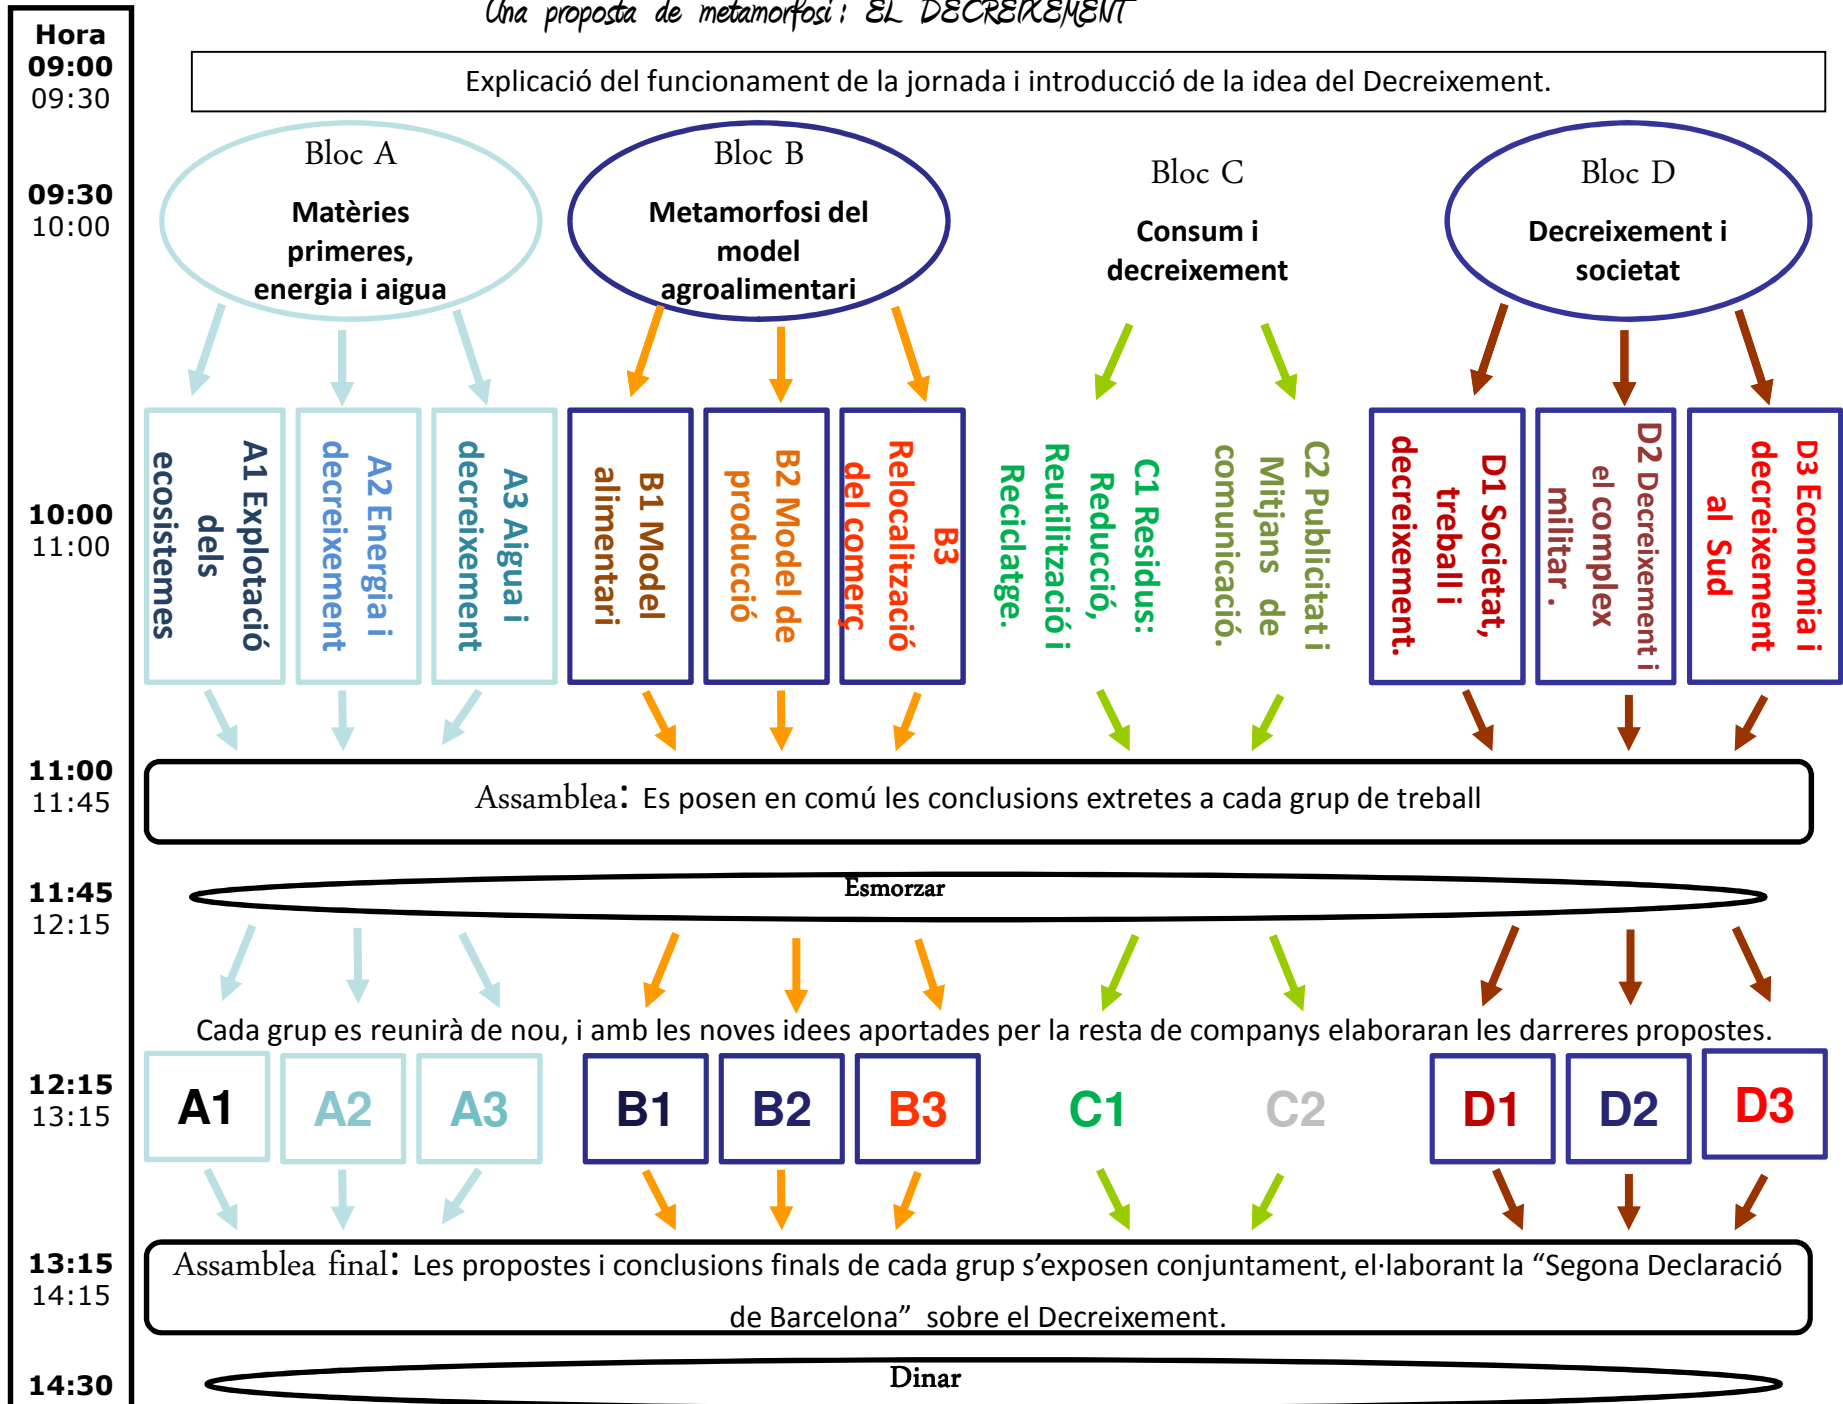 Una proposta de metamorfosi: EL DECREIXEMENT
Hora
09:00
09:30
Explicació del funcionament de la jornada i introducció de la idea del Decreixement.
09:30
10:00
Bloc A
Matèries
primeres,
energia i aigua
Bloc B
Metamorfosi del
model
agroalimentari
Bloc C
Consum i
decreixement
Bloc D
Decreixement i
societat
10:00
11:00
A1 Explotació
dels
ecosistemes
A2 Energia i
decreixement
A3 Aigua i
decreixement
B1 Model
alimentari
B2 Model de
producció
B3
Relocalització
del comerç
C1 Residus:
Reducció,
Reutilització i
Reciclatge.
C2 Publicitat i
Mitjans de
comunicació.
D1 Societat,
treball i
decreixement.
D2 Decreixement i
el complex
militar .
D3 Economia i
decreixement
al Sud
11:00
11:45
Assamblea: Es posen en comú les conclusions extretes a cada grup de treball
11:45
12:15
Esmorzar
Cada grup es reunirà de nou, i amb les noves idees aportades per la resta de companys elaboraran les darreres propostes.
12:15
13:15
A1
A2
A3
B1
B2
B3
C1
C2
D1
D2
D3
13:15
14:15
Assamblea final: Les propostes i conclusions finals de cada grup s’exposen conjuntament, el·laborant la “Segona Declaració
de Barcelona” sobre el Decreixement.
14:30
Dinar